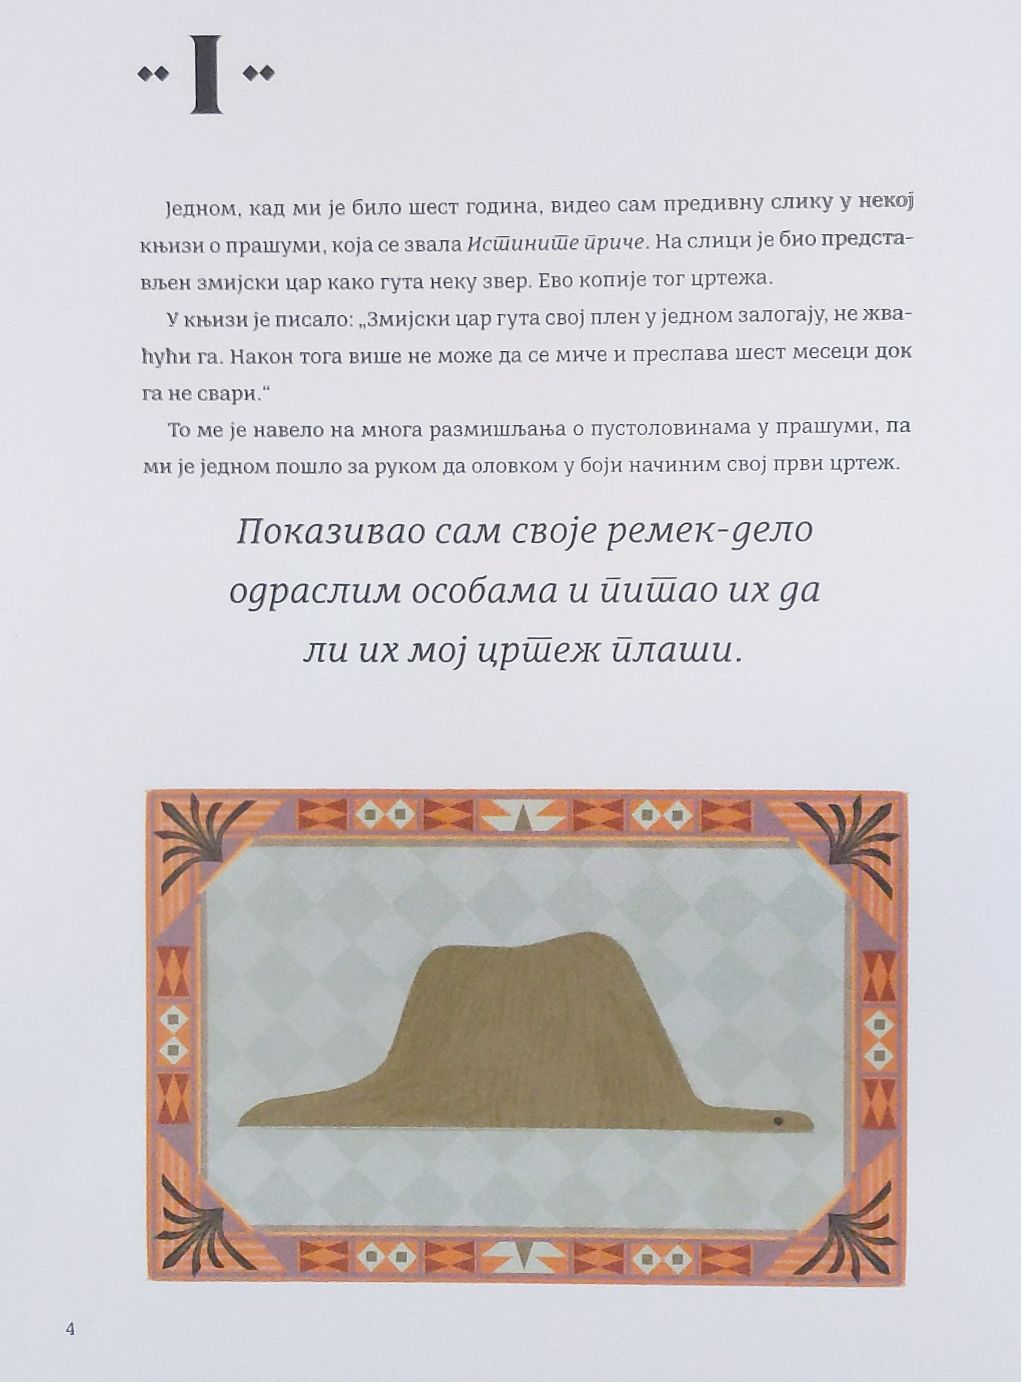 I
Једном, кад ми је било шест година, видео сам предивну слику у некој
књизи о прашуми, која се звала Истините приче. На слици је био предста-
вљен змијски цар како гута неку звер. Ево копије тог цртежа.
У књизи је писало: „Змијски цар гута свој плен у једном залогају, не жва-
ћући га. Након тога више не може да се миче и преспава шест месеци док
га не свари.“
То ме је навело на многа размишљања о пустоловинама у прашуми, па
ми је једном пошло за руком да оловком у боји начиним свој први цртеж.
Показивао сам своје ремек-дело
одраслим особама и питао их да
ли их мој цртеж плаши.
4